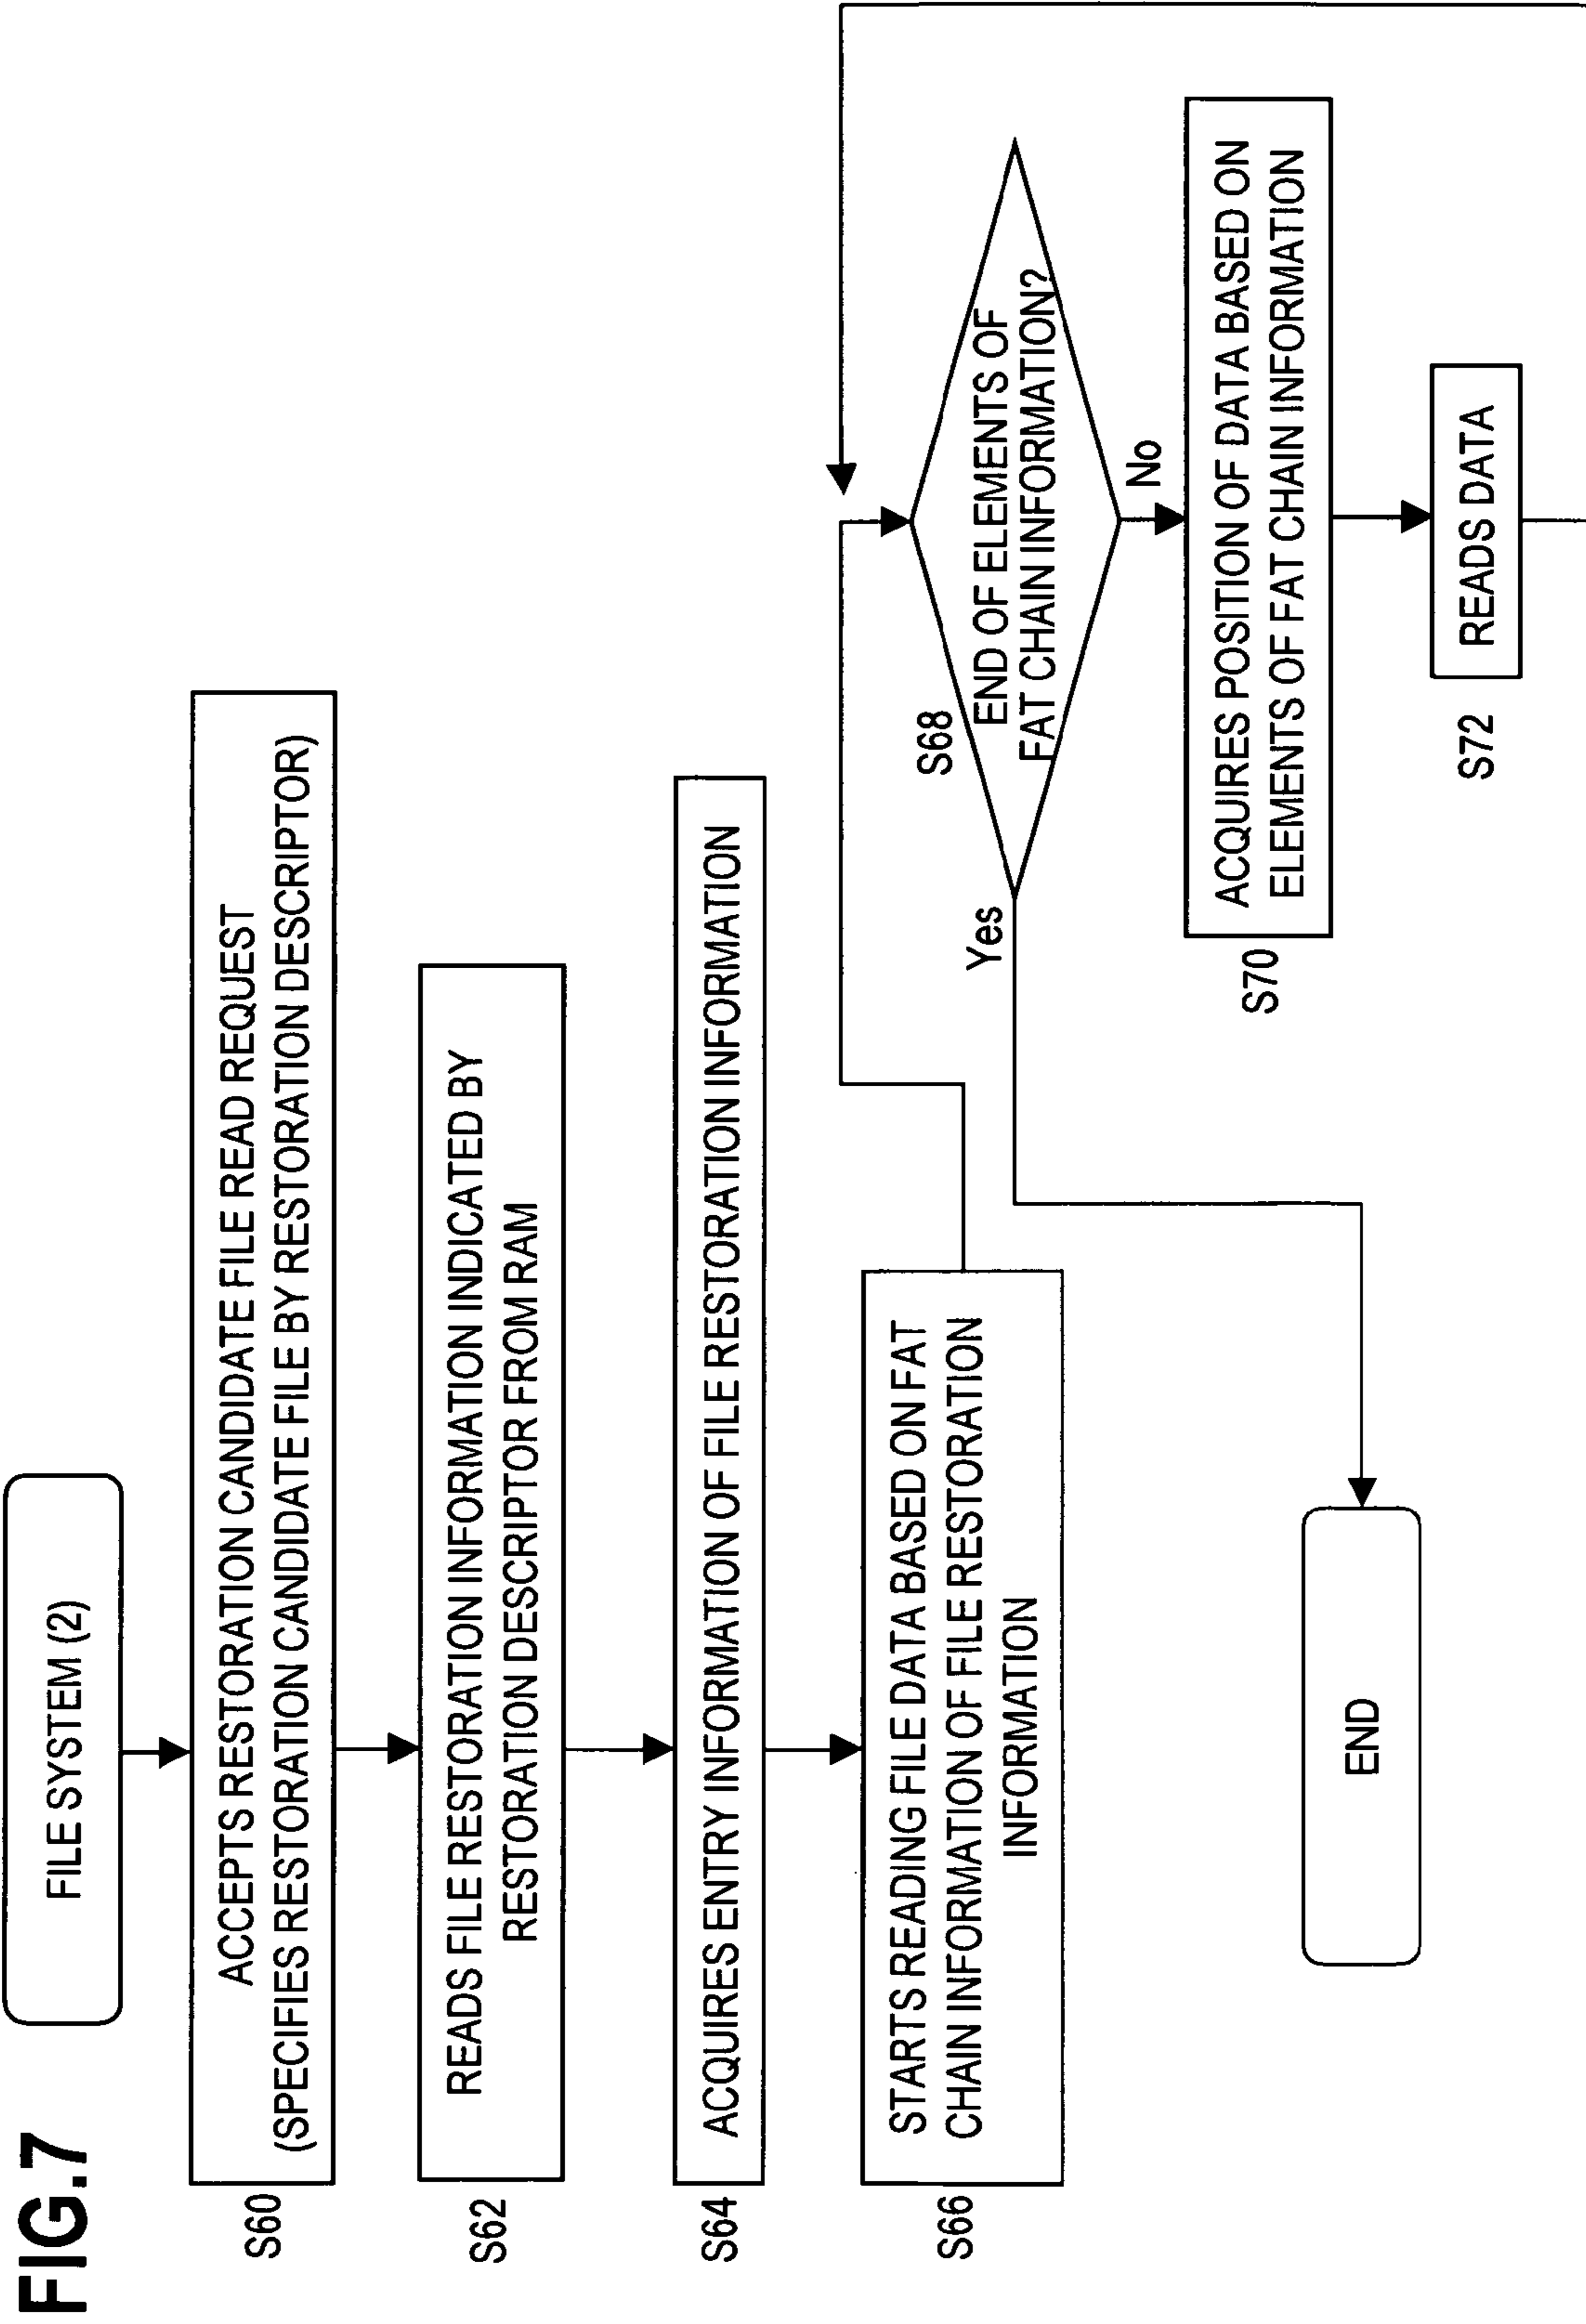 FIG.7
FILE SYSTEM (2)
S60
ACCEPTS RESTORATION CANDIDATE FILE READ REQUEST
(SPECIFIES RESTORATION CANDIDATE FILE BY RESTORATION DESCRIPTOR)
S62
READS FILE RESTORATION INFORMATION INDICATED BY
RESTORATION DESCRIPTOR FROM RAM
S64
ACQUIRES ENTRY INFORMATION OF FILE RESTORATION INFORMATION
S66
STARTS READING FILE DATA BASED ON FAT
CHAIN INFORMATION OF FILE RESTORATION
INFORMATION
S68
END OF ELEMENTS OF
FAT CHAIN INFORMATION?
Yes
No
S70
ACQUIRES POSITION OF DATA BASED ON
ELEMENTS OF FAT CHAIN INFORMATION
S72
READS DATA
END